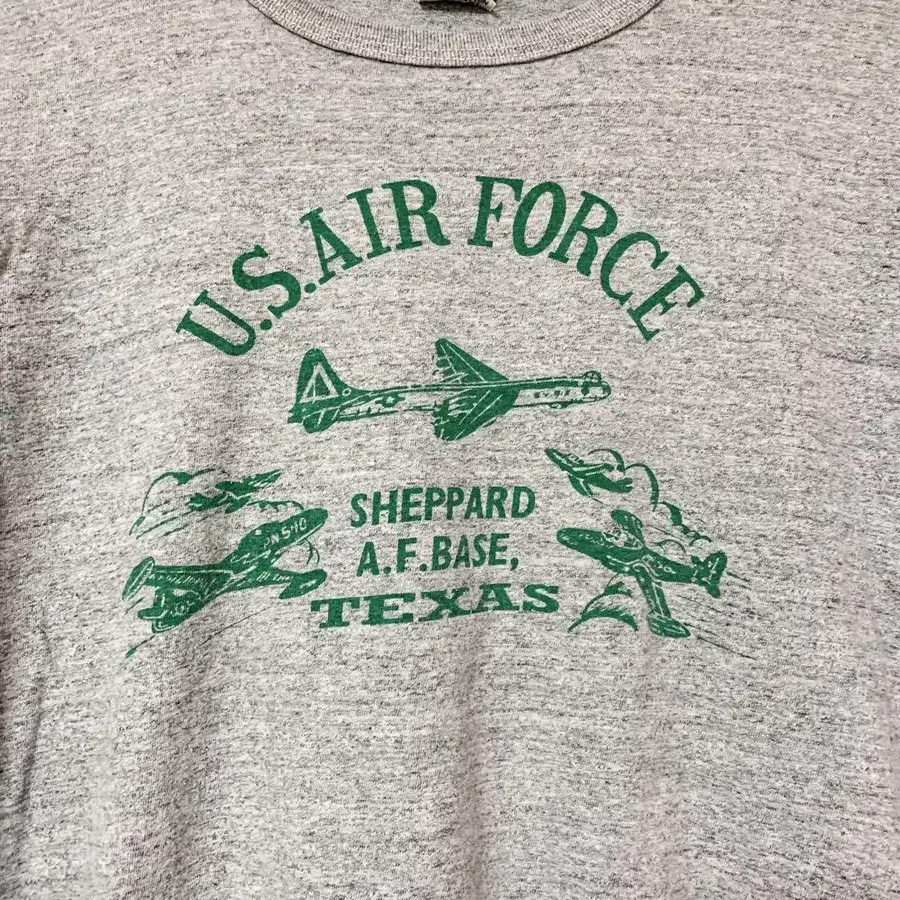 U.S.AIR FORCE
SHEPPARD
A.F.BASE,
TEXAS